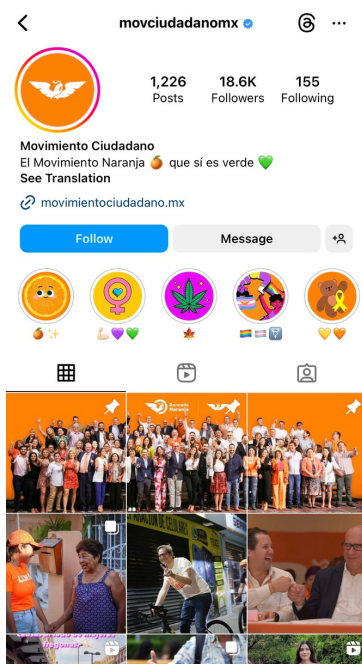 movciudadanomx
1,226 18.6K 155
Posts Followers Following
Movimiento Ciudadano
El Movimiento Naranja 🍊 que sí es verde 💚
See Translation
movimientociudadano.mx
Follow Message
Bancada
Naranja